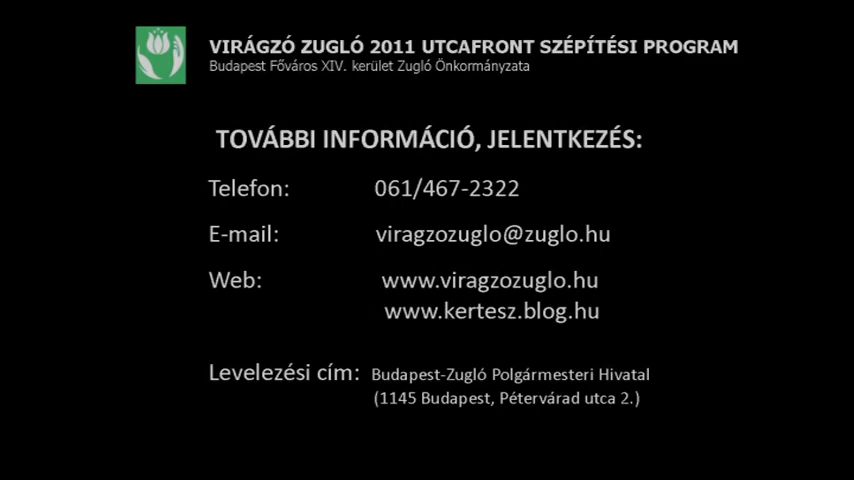 VIRÁGZÓ ZUGLÓ 2011 UTCAFRONT SZÉPÍTÉSI PROGRAM
Budapest Főváros XIV. kerület Zugló Önkormányzata
TOVÁBBI INFORMÁCIÓ, JELENTKEZÉS:
Telefon: 061/467-2322
E-mail: viragzozuglo@zuglo.hu
Web: www.viragzozuglo.hu
www.kertesz.blog.hu
Levelezési cím: Budapest-Zugló Polgármesteri Hivatal
(1145 Budapest, Pétervárad utca 2.)